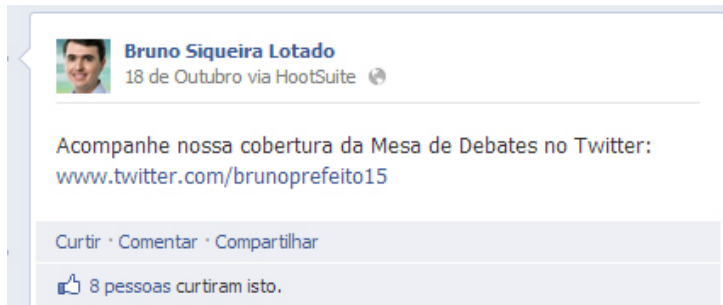 Bruno Siqueira Lotado
18 de Outubro via HootSuite
Acompanhe nossa cobertura da Mesa de Debates no Twitter:
www.twitter.com/brunoprefeito15
Curtir · Comentar · Compartilhar
8 pessoas curtiram isto.